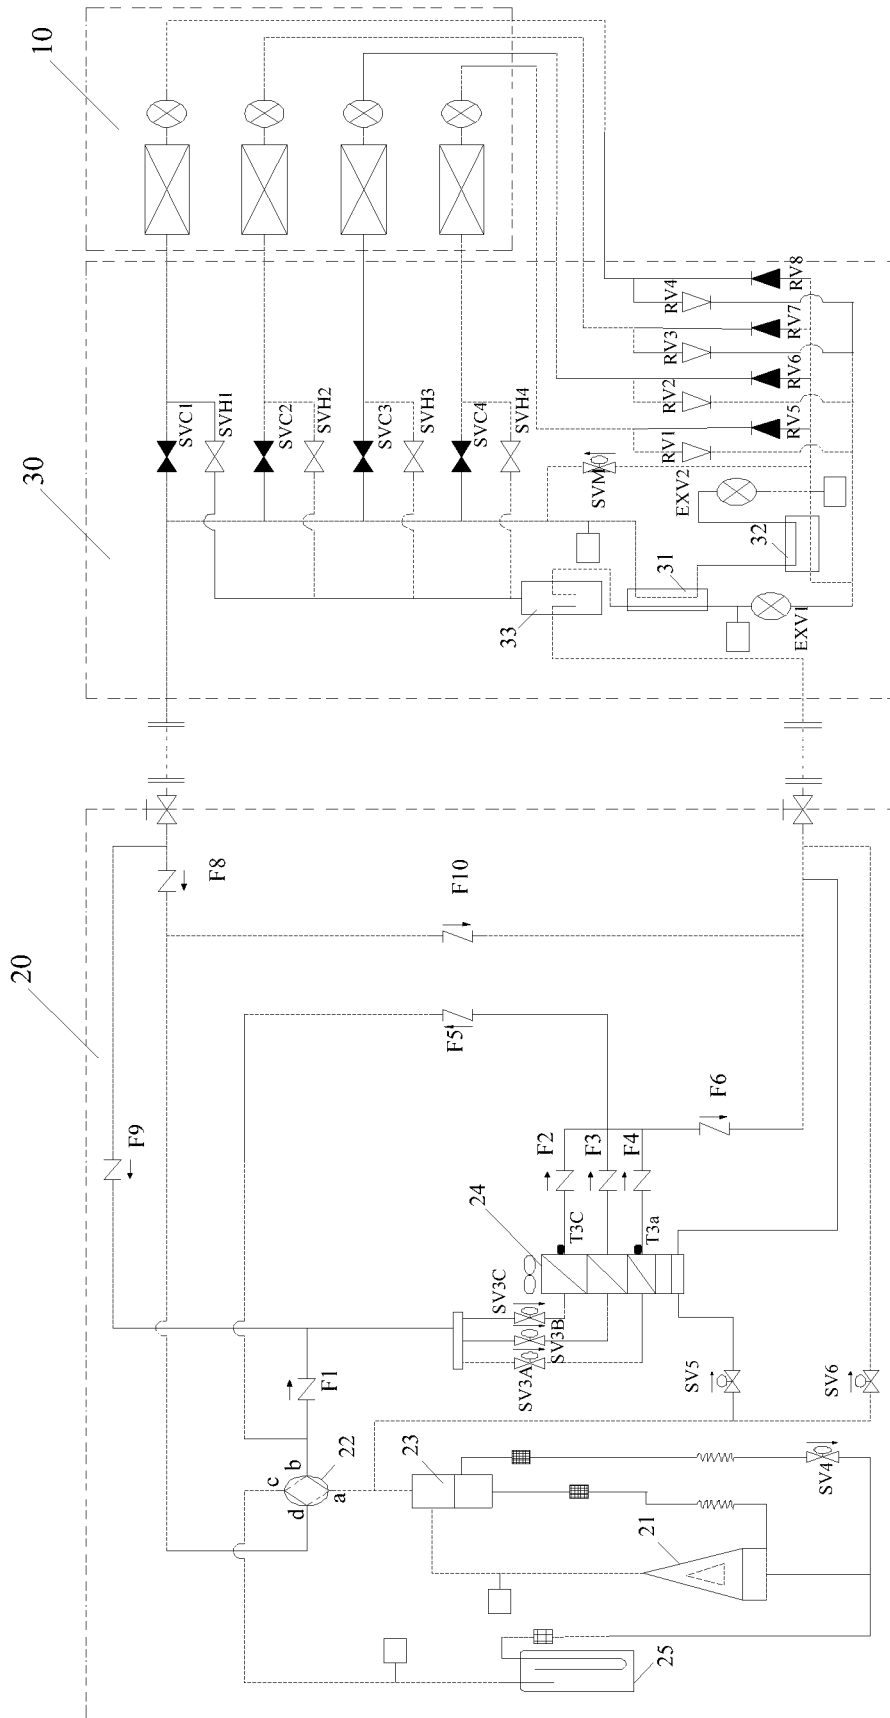 10
30
20
SVC1
SVH1
SVC2
SVH2
SVC3
SVH3
SVC4
SVH4
RV8
RV4
RV7
RV3
RV6
RV2
RV5
RV1
SVM
EXV2
32
31
33
EXV1
F8
F10
F9
F5
F6
F2
F3
F4
24
T3C
T3a
SV3C
SV3B
SV3A
F1
SV5
SV6
22
a
b
c
d
23
SV4
21
25